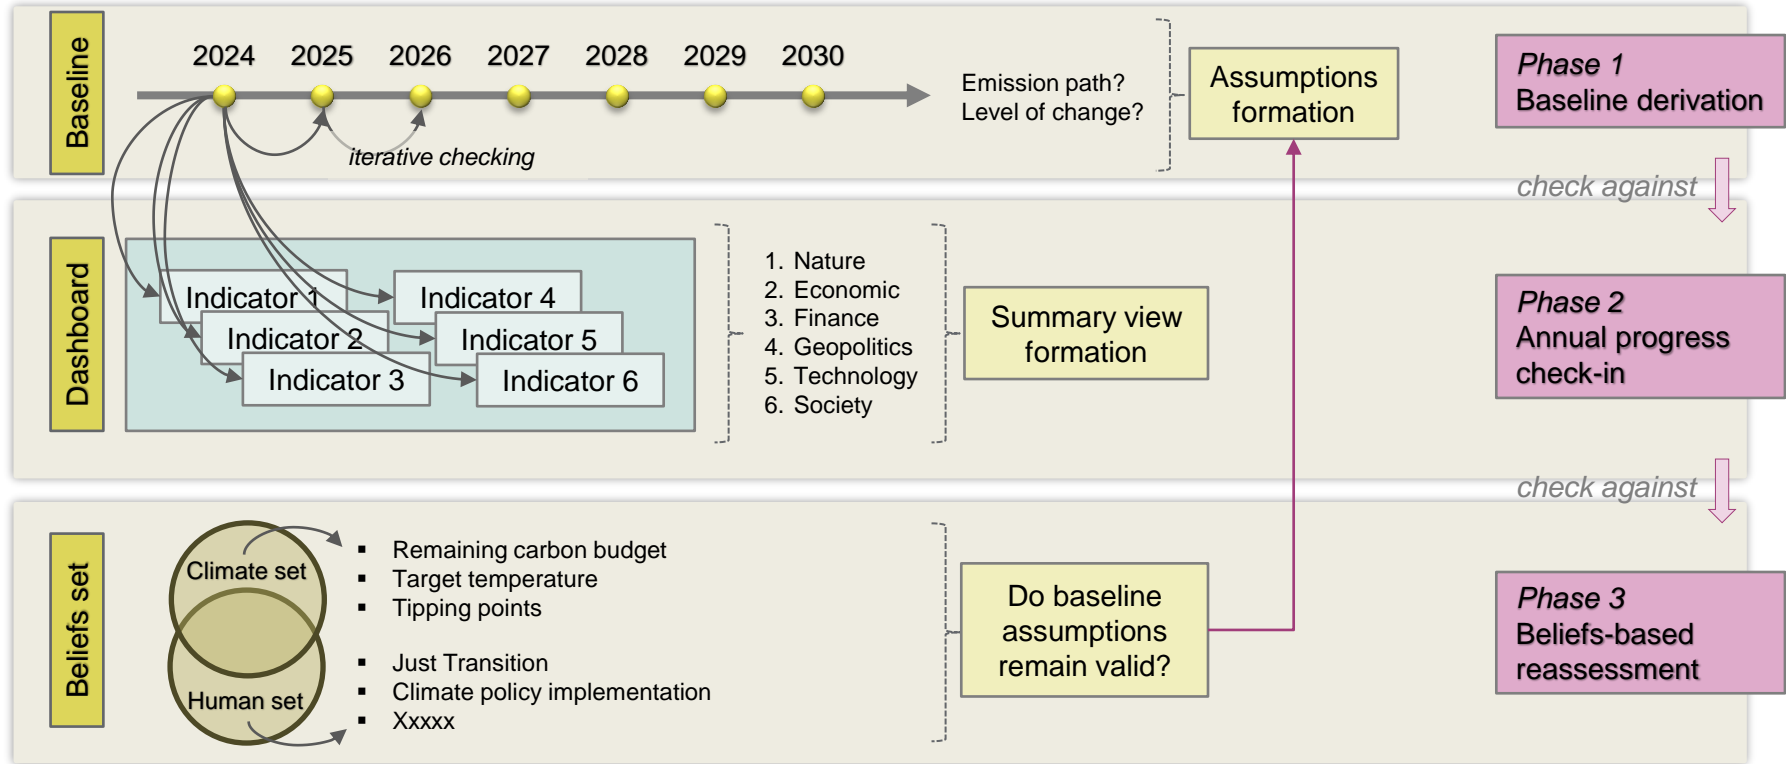 Baseline
2024 2025 2026 2027 2028 2029 2030
iterative checking
Emission path?
Level of change?
Assumptions
formation
Phase 1
Baseline derivation
check against
Dashboard
Indicator 1
Indicator 2
Indicator 3
Indicator 4
Indicator 5
Indicator 6
1. Nature
2. Economic
3. Finance
4. Geopolitics
5. Technology
6. Society
Summary view
formation
Phase 2
Annual progress
check-in
check against
Beliefs set
Climate set
Human set
▪ Remaining carbon budget
▪ Target temperature
▪ Tipping points
▪ Just Transition
▪ Climate policy implementation
▪ Xxxxx
Do baseline
assumptions
remain valid?
Phase 3
Beliefs-based
reassessment